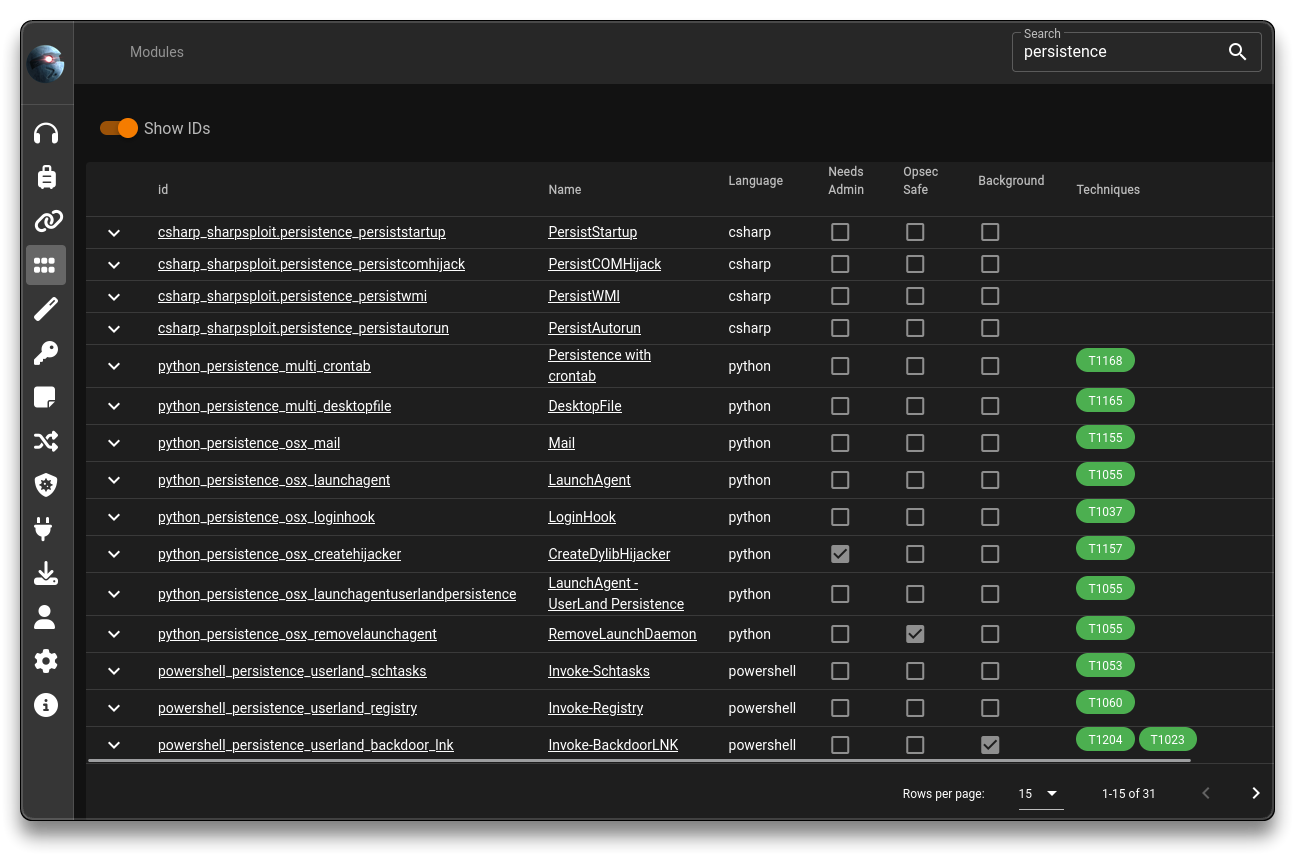 Modules
Search
persistence
Show IDs
id Name Language Needs Admin Opsec Safe Background Techniques
csharp_sharpsploit.persistence_persiststartup PersistStartup csharp
csharp_sharpsploit.persistence_persistcomhijack PersistCOMHijack csharp
csharp_sharpsploit.persistence_persistwmi PersistWMI csharp
csharp_sharpsploit.persistence_persistautorun PersistAutorun csharp
python_persistence_multi_crontab Persistence with crontab python T1168
python_persistence_multi_desktopfile DesktopFile python T1165
python_persistence_osx_mail Mail python T1155
python_persistence_osx_launchagent LaunchAgent python T1055
python_persistence_osx_loginhook LoginHook python T1037
python_persistence_osx_createhijacker CreateDylibHijacker python T1157
python_persistence_osx_launchagentuserlandpersistence LaunchAgent - UserLand Persistence python T1055
python_persistence_osx_removelaunchagent RemoveLaunchDaemon python T1055
powershell_persistence_userland_schtasks Invoke-Schtasks powershell T1053
powershell_persistence_userland_registry Invoke-Registry powershell T1060
powershell_persistence_userland_backdoor_lnk Invoke-BackdoorLNK powershell T1204 T1023
Rows per page: 15 1-15 of 31